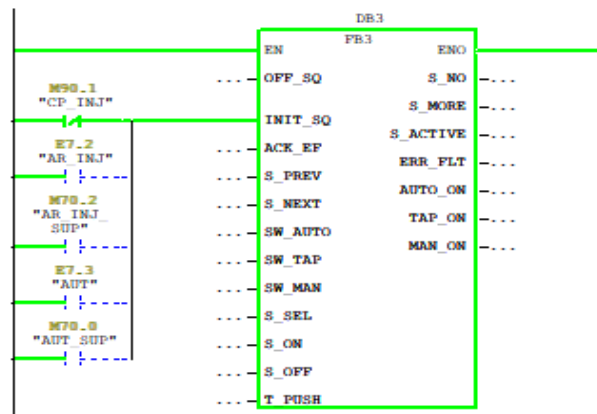 DB3
FB3
EN ENO
... OFF_SQ S_NO ...
M90.1
"CP_INJ"
S_MORE ...
INIT_SQ
S_ACTIVE ...
E7.2
"AR_INJ"
... ACK_EF
ERR_FLT ...
... S_PREV
AUTO_ON ...
M70.2
"AR_INJ_
SUP"
... S_NEXT
TAP_ON ...
... SW_AUTO
MAN_ON ...
... SW_TAP
E7.3
"AUT"
... SW_MAN
... S_SEL
M70.0
"AUT_SUP"
... S_ON
... S_OFF
... T_PUSH